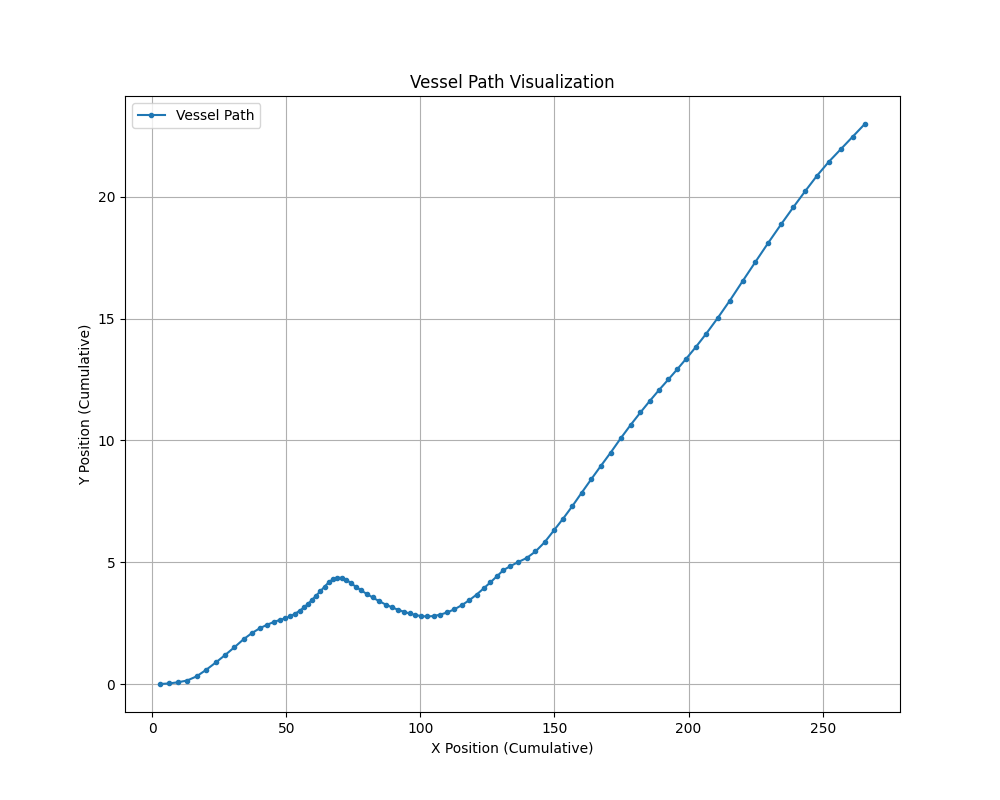 Vessel Path Visualization
Vessel Path
Y Position (Cumulative)
20
15
10
5
0
0 50 100 150 200 250
X Position (Cumulative)